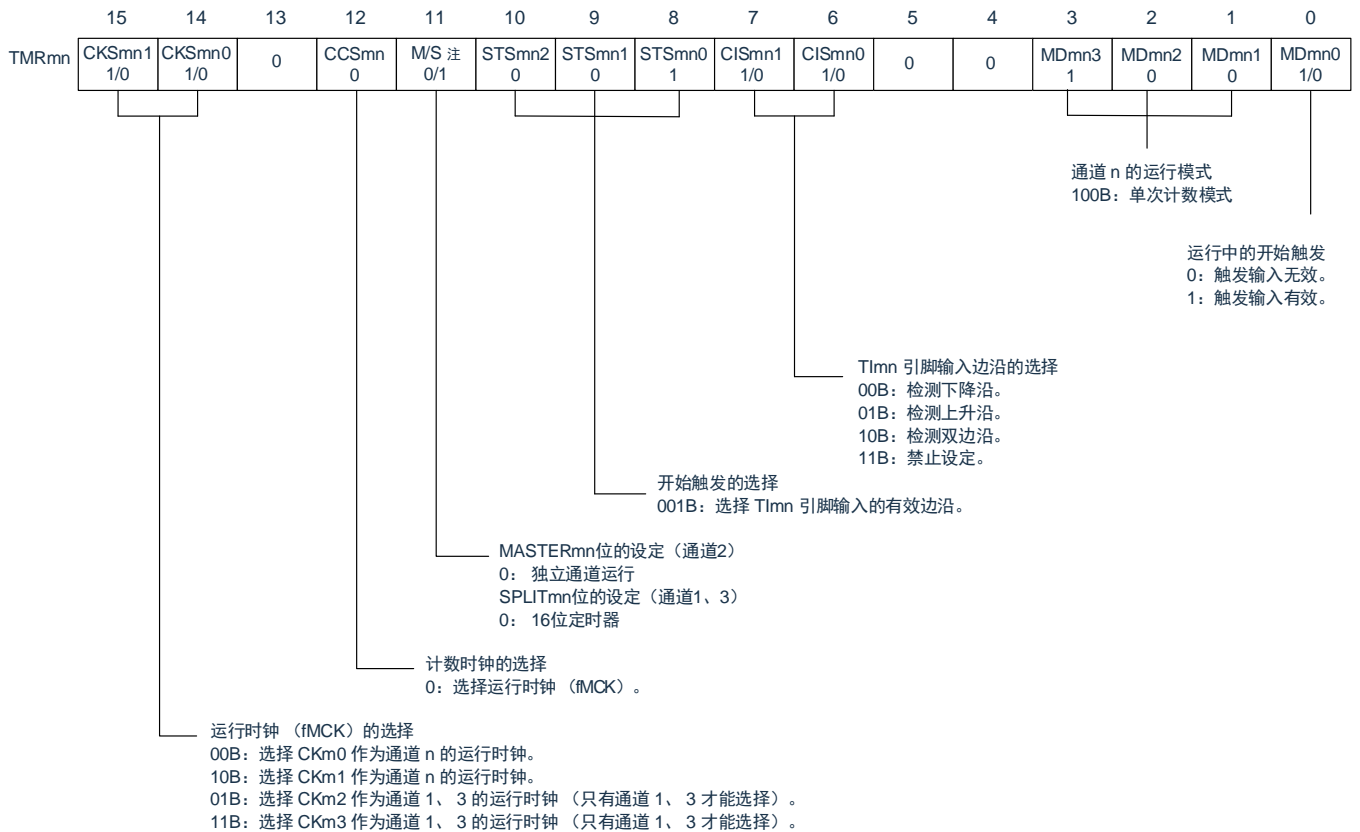 15 14 13 12 11 10 9 8 7 6 5 4 3 2 1 0
TMRmn CKSmn1 CKSmn0 0 CCSmn M/S 注 STSmn2 STSmn1 STSmn0 CISmn1 CISmn0 0 0 MDmn3 MDmn2 MDmn1 MDmn0
1/0 1/0 0 0/1 0 0 1 1/0 1/0 1 0 0 1/0
通道 n 的运行模式
100B：单次计数模式
运行中的开始触发
0：触发输入无效。
1：触发输入有效。
TImn 引脚输入边沿的选择
00B：检测下降沿。
01B：检测上升沿。
10B：检测双边沿。
11B：禁止设定。
开始触发的选择
001B：选择 TImn 引脚输入的有效边沿。
MASTERmn位的设定（通道2）
0： 独立通道运行
SPLITmn位的设定（通道1、3）
0： 16位定时器
计数时钟的选择
0：选择运行时钟 （fMCK）。
运行时钟 （fMCK）的选择
00B：选择 CKm0 作为通道 n 的运行时钟。
10B：选择 CKm1 作为通道 n 的运行时钟。
01B：选择 CKm2 作为通道 1、 3 的运行时钟 （只有通道 1、 3 才能选择）。
11B：选择 CKm3 作为通道 1、 3 的运行时钟 （只有通道 1、 3 才能选择）。